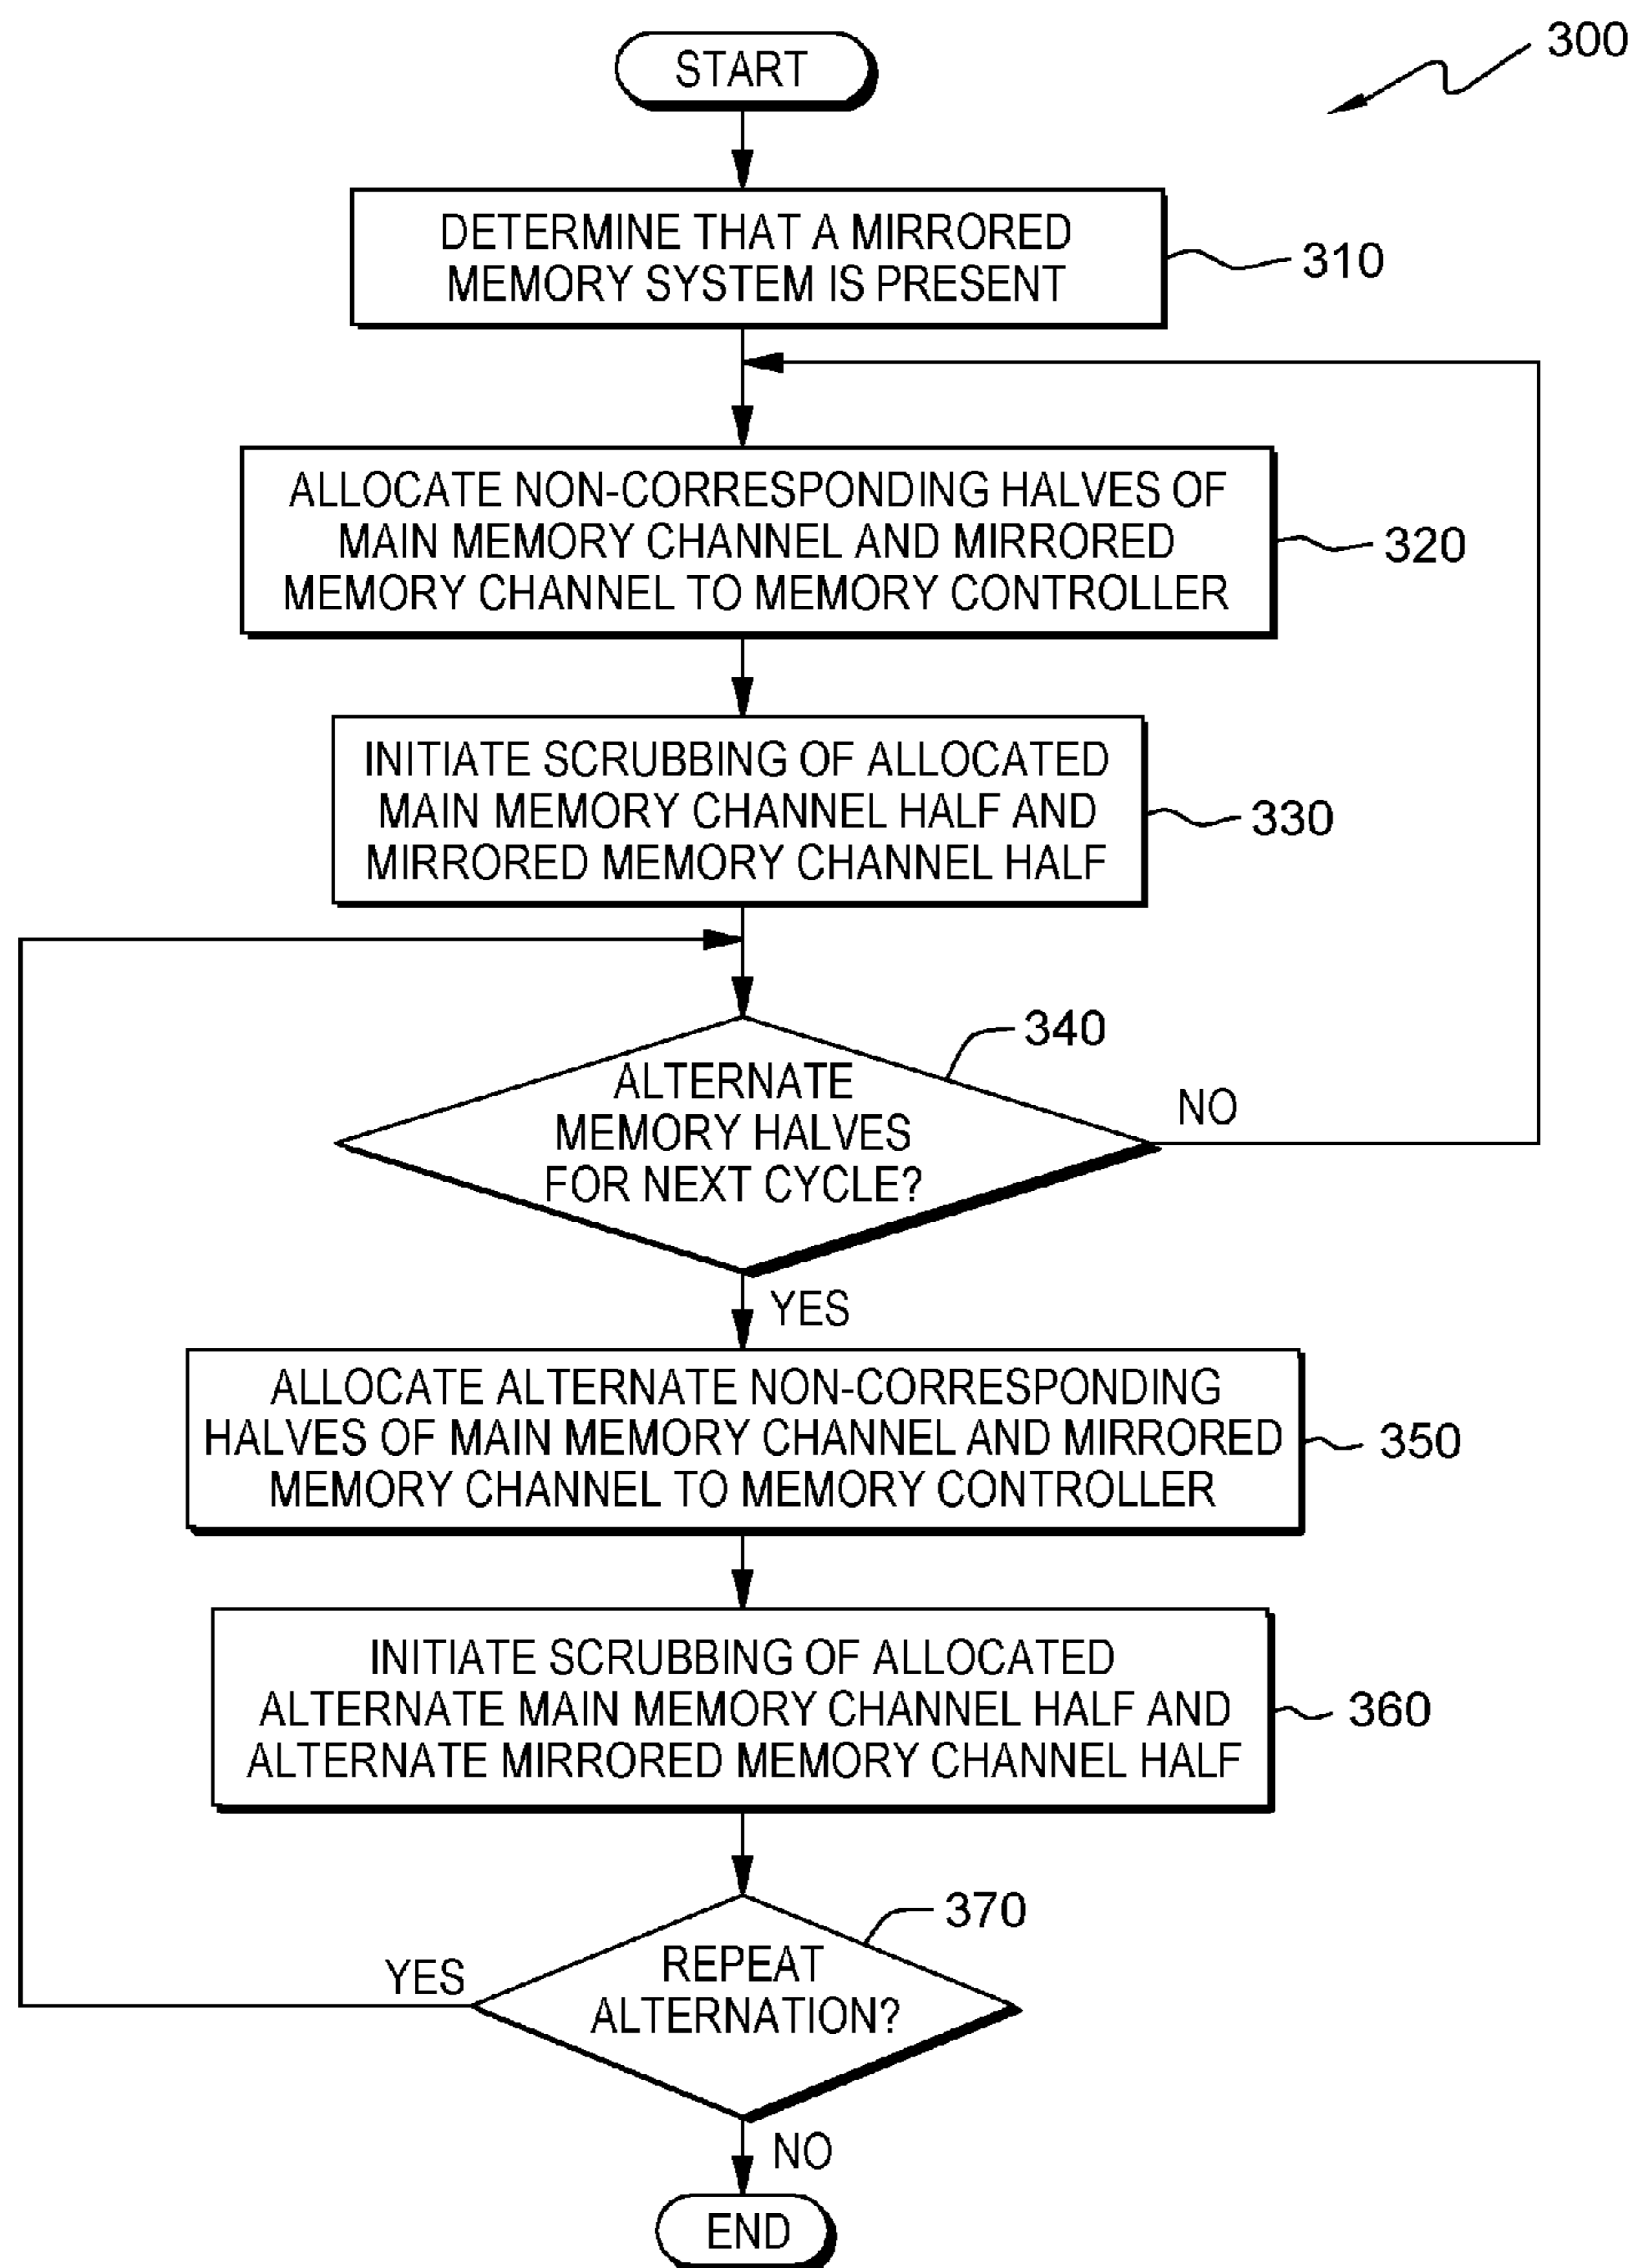 300
START
DETERMINE THAT A MIRRORED
MEMORY SYSTEM IS PRESENT
310
ALLOCATE NON-CORRESPONDING HALVES OF
MAIN MEMORY CHANNEL AND MIRRORED
MEMORY CHANNEL TO MEMORY CONTROLLER
320
INITIATE SCRUBBING OF ALLOCATED
MAIN MEMORY CHANNEL HALF AND
MIRRORED MEMORY CHANNEL HALF
330
340
ALTERNATE
MEMORY HALVES
FOR NEXT CYCLE?
NO
YES
ALLOCATE ALTERNATE NON-CORRESPONDING
HALVES OF MAIN MEMORY CHANNEL AND MIRRORED
MEMORY CHANNEL TO MEMORY CONTROLLER
350
INITIATE SCRUBBING OF ALLOCATED
ALTERNATE MAIN MEMORY CHANNEL HALF AND
ALTERNATE MIRRORED MEMORY CHANNEL HALF
360
370
REPEAT
ALTERNATION?
YES
NO
END